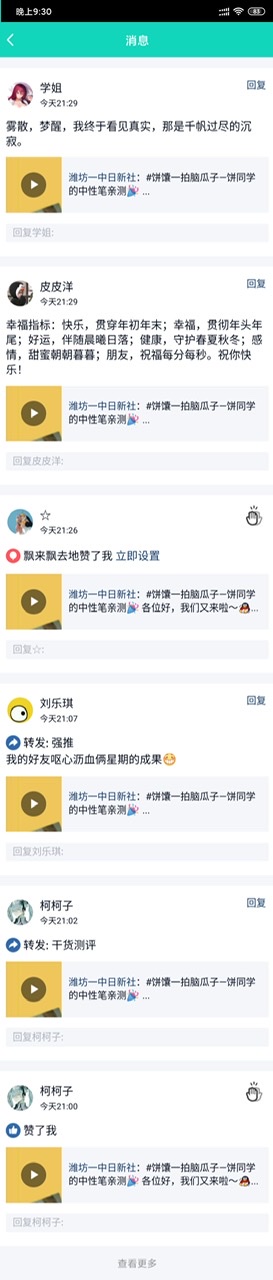 晚上9:30
83
消息
学姐
回复
今天21:29
雾散，梦醒，我终于看见真实，那是千帆过尽的沉
寂。
潍坊一中日新社：#饼馕一拍脑瓜子—饼同学
的中性笔亲测🎉 ...
回复学姐:
皮皮洋
回复
今天21:29
幸福指标：快乐，贯穿年初年末；幸福，贯彻年头年
尾；好运，伴随晨曦日落；健康，守护春夏秋冬；感
情，甜蜜朝朝暮暮；朋友，祝福每分每秒。祝你快
乐！
潍坊一中日新社：#饼馕一拍脑瓜子—饼同学
的中性笔亲测🎉 ...
回复皮皮洋:
☆
今天21:26
飘来飘去地赞了我 立即设置
潍坊一中日新社：#饼馕一拍脑瓜子—饼同学
的中性笔亲测🎉 各位好，我们又来啦～...
回复☆:
刘乐琪
回复
今天21:07
转发: 强推
我的好友呕心沥血俩星期的成果😁
潍坊一中日新社：#饼馕一拍脑瓜子—饼同学
的中性笔亲测🎉 ...
回复刘乐琪:
柯柯子
回复
今天21:02
转发: 干货测评
潍坊一中日新社：#饼馕一拍脑瓜子—饼同学
的中性笔亲测🎉 ...
回复柯柯子:
柯柯子
今天21:00
赞了我
潍坊一中日新社：#饼馕一拍脑瓜子—饼同学
的中性笔亲测🎉 各位好，我们又来啦～...
回复柯柯子:
查看更多